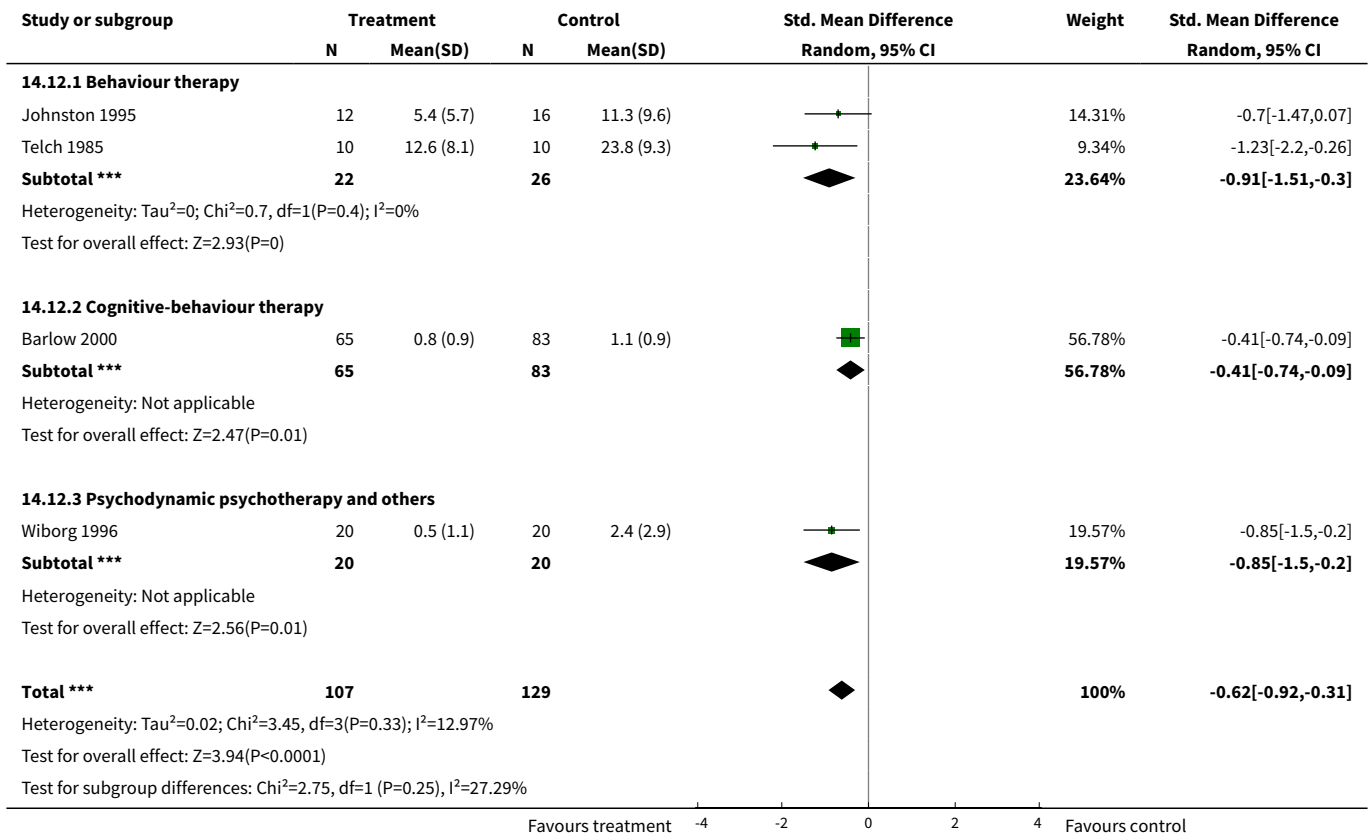 Study or subgroup Treatment Control Std. Mean Difference Weight Std. Mean Difference
N Mean(SD) N Mean(SD) Random, 95% CI Random, 95% CI
14.12.1 Behaviour therapy
Johnston 1995 12 5.4 (5.7) 16 11.3 (9.6) 14.31% -0.7[-1.47,0.07]
Telch 1985 10 12.6 (8.1) 10 23.8 (9.3) 9.34% -1.23[-2.2,-0.26]
Subtotal *** 22 26 23.64% -0.91[-1.51,-0.3]
Heterogeneity: Tau²=0; Chi²=0.7, df=1(P=0.4); I²=0%
Test for overall effect: Z=2.93(P=0)
14.12.2 Cognitive-behaviour therapy
Barlow 2000 65 0.8 (0.9) 83 1.1 (0.9) 56.78% -0.41[-0.74,-0.09]
Subtotal *** 65 83 56.78% -0.41[-0.74,-0.09]
Heterogeneity: Not applicable
Test for overall effect: Z=2.47(P=0.01)
14.12.3 Psychodynamic psychotherapy and others
Wiborg 1996 20 0.5 (1.1) 20 2.4 (2.9) 19.57% -0.85[-1.5,-0.2]
Subtotal *** 20 20 19.57% -0.85[-1.5,-0.2]
Heterogeneity: Not applicable
Test for overall effect: Z=2.56(P=0.01)
Total *** 107 129 100% -0.62[-0.92,-0.31]
Heterogeneity: Tau²=0.02; Chi²=3.45, df=3(P=0.33); I²=12.97%
Test for overall effect: Z=3.94(P<0.0001)
Test for subgroup differences: Chi²=2.75, df=1 (P=0.25), I²=27.29%
Favours treatment -4 -2 0 2 4 Favours control